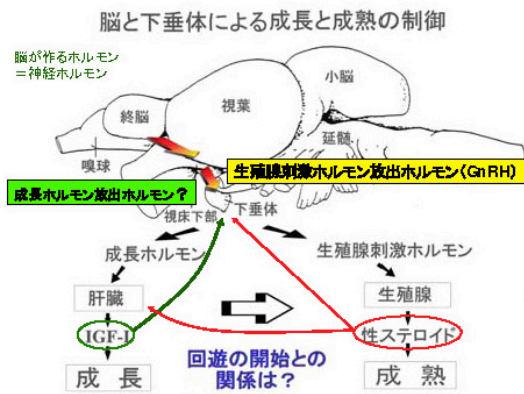 脳と下垂体による成長と成熟の制御
脳が作るホルモン
＝神経ホルモン
小脳
視葉
終脳
延髄
嗅球
生殖腺刺激ホルモン放出ホルモン(GnRH)
成長ホルモン放出ホルモン？
視床下部
下垂体
成長ホルモン
生殖腺刺激ホルモン
肝臓
生殖腺
IGF-I
性ステロイド
回遊の開始との
関係は？
成長
成熟